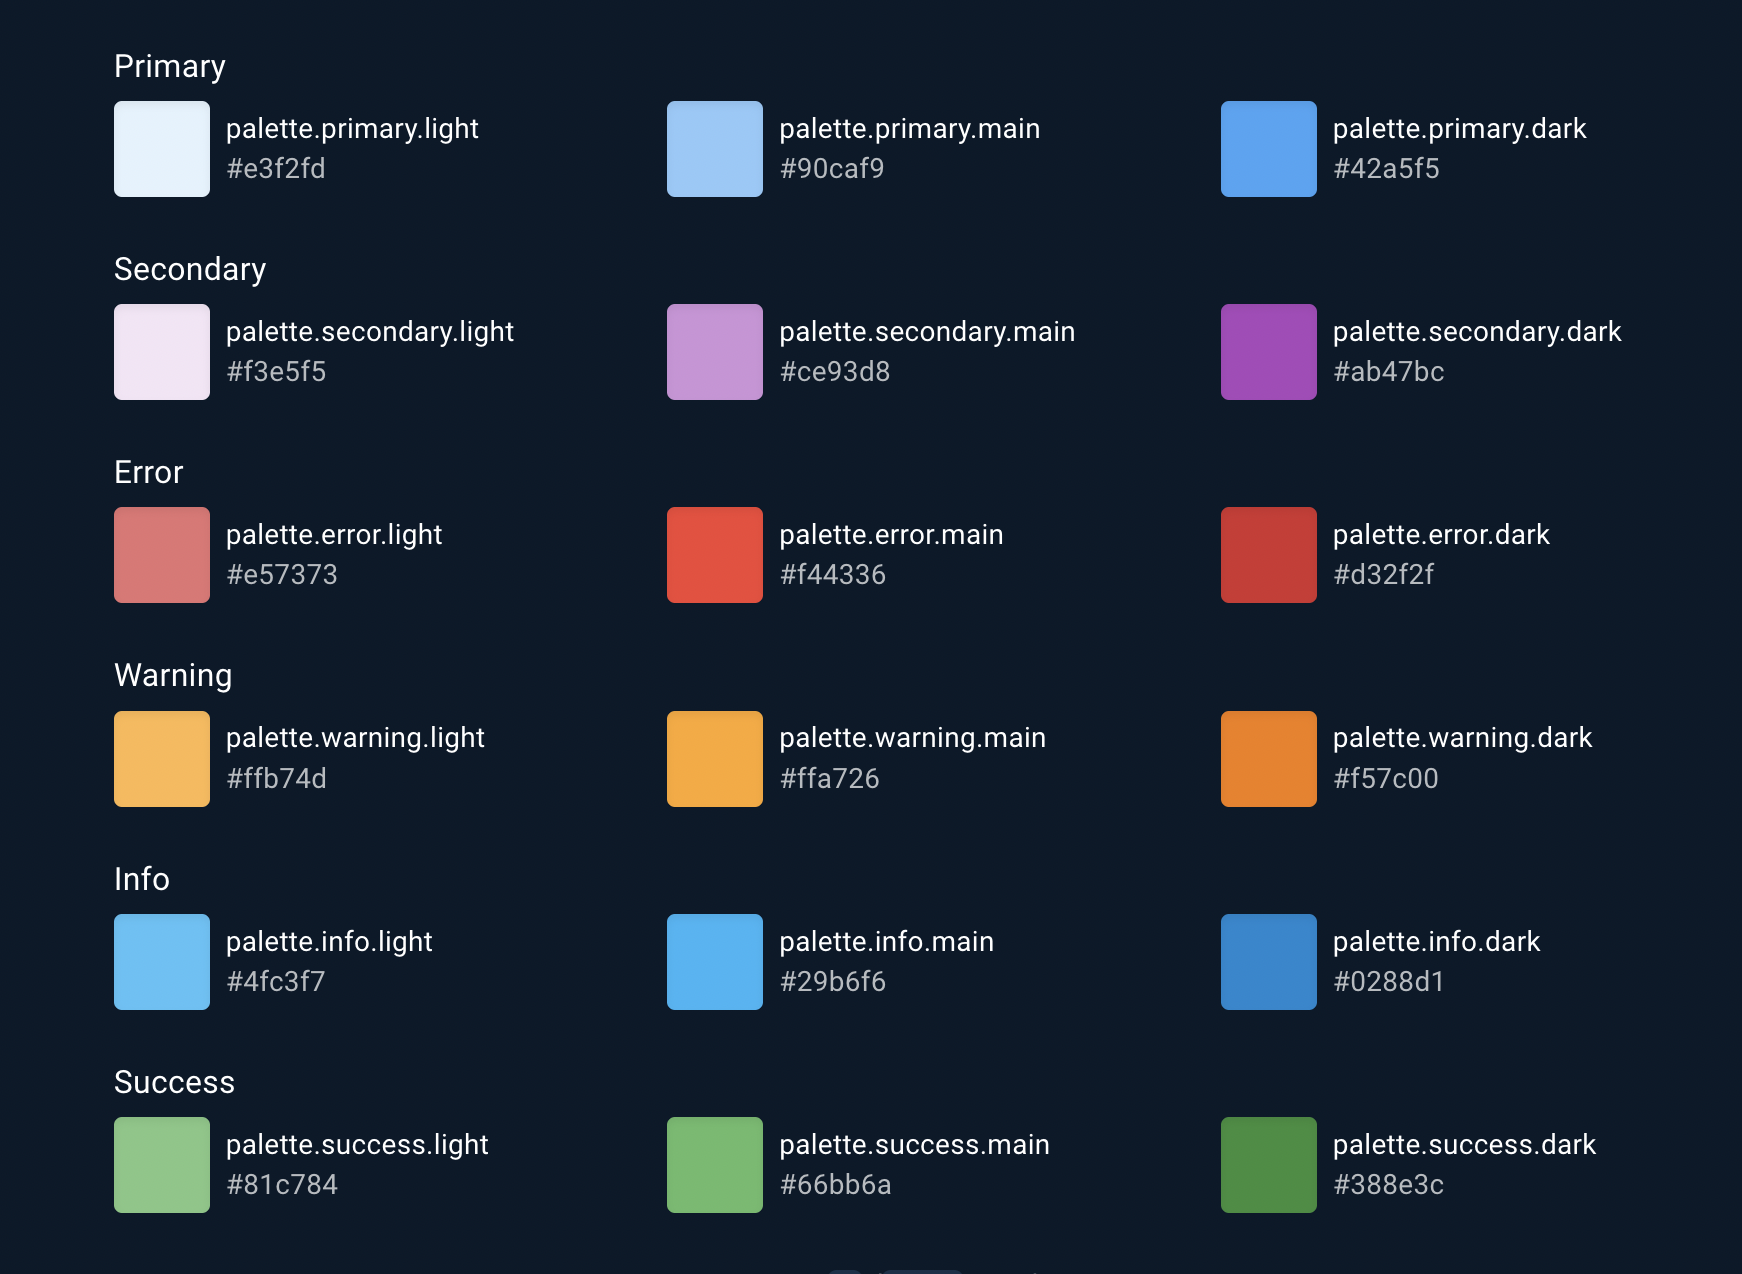 Primary
palette.primary.light
#e3f2fd
palette.primary.main
#90caf9
palette.primary.dark
#42a5f5
Secondary
palette.secondary.light
#f3e5f5
palette.secondary.main
#ce93d8
palette.secondary.dark
#ab47bc
Error
palette.error.light
#e57373
palette.error.main
#f44336
palette.error.dark
#d32f2f
Warning
palette.warning.light
#ffb74d
palette.warning.main
#ffa726
palette.warning.dark
#f57c00
Info
palette.info.light
#4fc3f7
palette.info.main
#29b6f6
palette.info.dark
#0288d1
Success
palette.success.light
#81c784
palette.success.main
#66bb6a
palette.success.dark
#388e3c